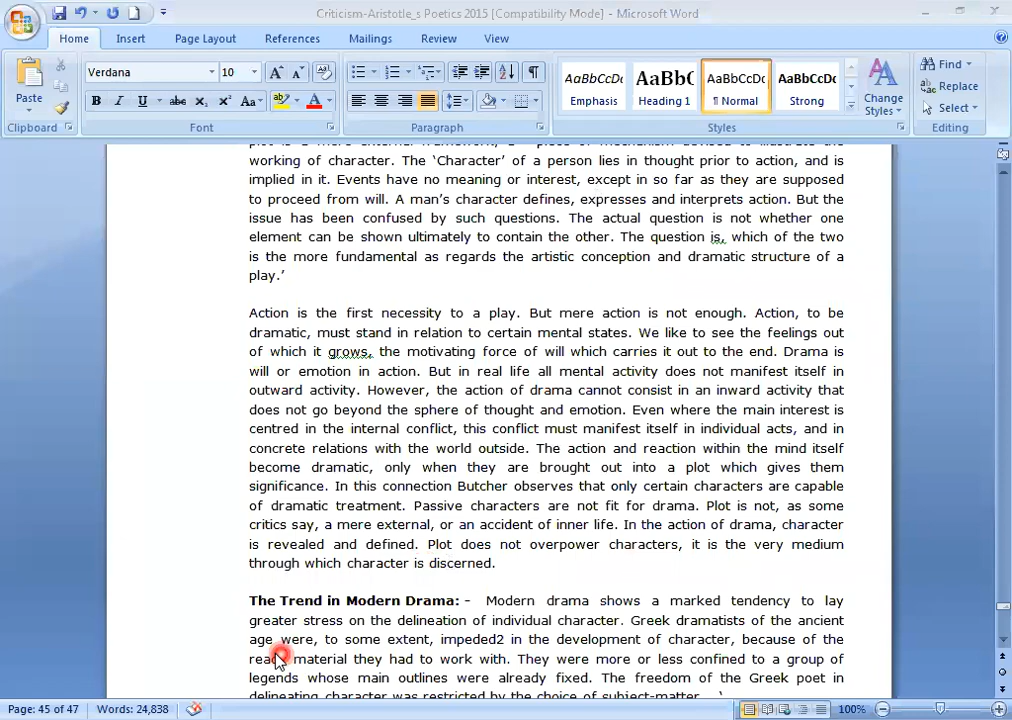 Criticism-Aristotle_s Poetics 2015 [Compatibility Mode] - Microsoft Word
Home Insert Page Layout References Mailings Review View
Verdana 10
AaBbCcDc AaBbC AaBbCcDc AaBbCcDc
Paste Emphasis Heading 1 ¶ Normal Strong Change Styles Find Replace Select
Clipboard Font Paragraph Styles Editing
working of character. The ‘Character’ of a person lies in thought prior to action, and is
implied in it. Events have no meaning or interest, except in so far as they are supposed
to proceed from will. A man’s character defines, expresses and interprets action. But the
issue has been confused by such questions. The actual question is not whether one
element can be shown ultimately to contain the other. The question is, which of the two
is the more fundamental as regards the artistic conception and dramatic structure of a
play.’
Action is the first necessity to a play. But mere action is not enough. Action, to be
dramatic, must stand in relation to certain mental states. We like to see the feelings out
of which it grows, the motivating force of will which carries it out to the end. Drama is
will or emotion in action. But in real life all mental activity does not manifest itself in
outward activity. However, the action of drama cannot consist in an inward activity that
does not go beyond the sphere of thought and emotion. Even where the main interest is
centred in the internal conflict, this conflict must manifest itself in individual acts, and in
concrete relations with the world outside. The action and reaction within the mind itself
become dramatic, only when they are brought out into a plot which gives them
significance. In this connection Butcher observes that only certain characters are capable
of dramatic treatment. Passive characters are not fit for drama. Plot is not, as some
critics say, a mere external, or an accident of inner life. In the action of drama, character
is revealed and defined. Plot does not overpower characters, it is the very medium
through which character is discerned.
The Trend in Modern Drama: - Modern drama shows a marked tendency to lay
greater stress on the delineation of individual character. Greek dramatists of the ancient
age were, to some extent, impeded2 in the development of character, because of the
material they had to work with. They were more or less confined to a group of
legends whose main outlines were already fixed. The freedom of the Greek poet in
delineating character was restricted by the choice of subject-matter.
Page: 45 of 47 Words: 24,838 100%